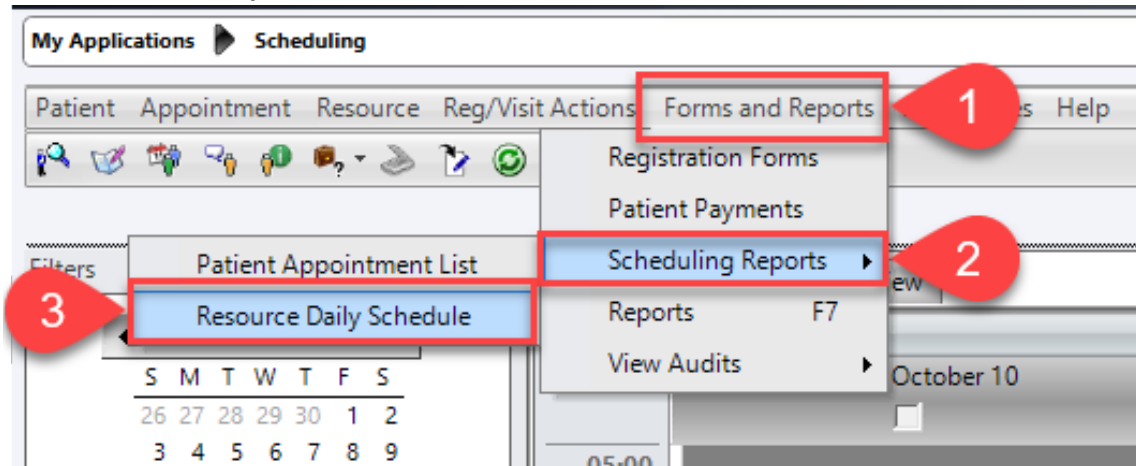 My Applications Scheduling
Patient Appointment Resource Reg/Visit Actions Forms and Reports 1 Help
Registration Forms
Patient Payments
Filters Patient Appointment List Scheduling Reports 2
3 Resource Daily Schedule Reports F7
View Audits October 10
S M T W T F S
26 27 28 29 30 1 2
3 4 5 6 7 8 9
05:00